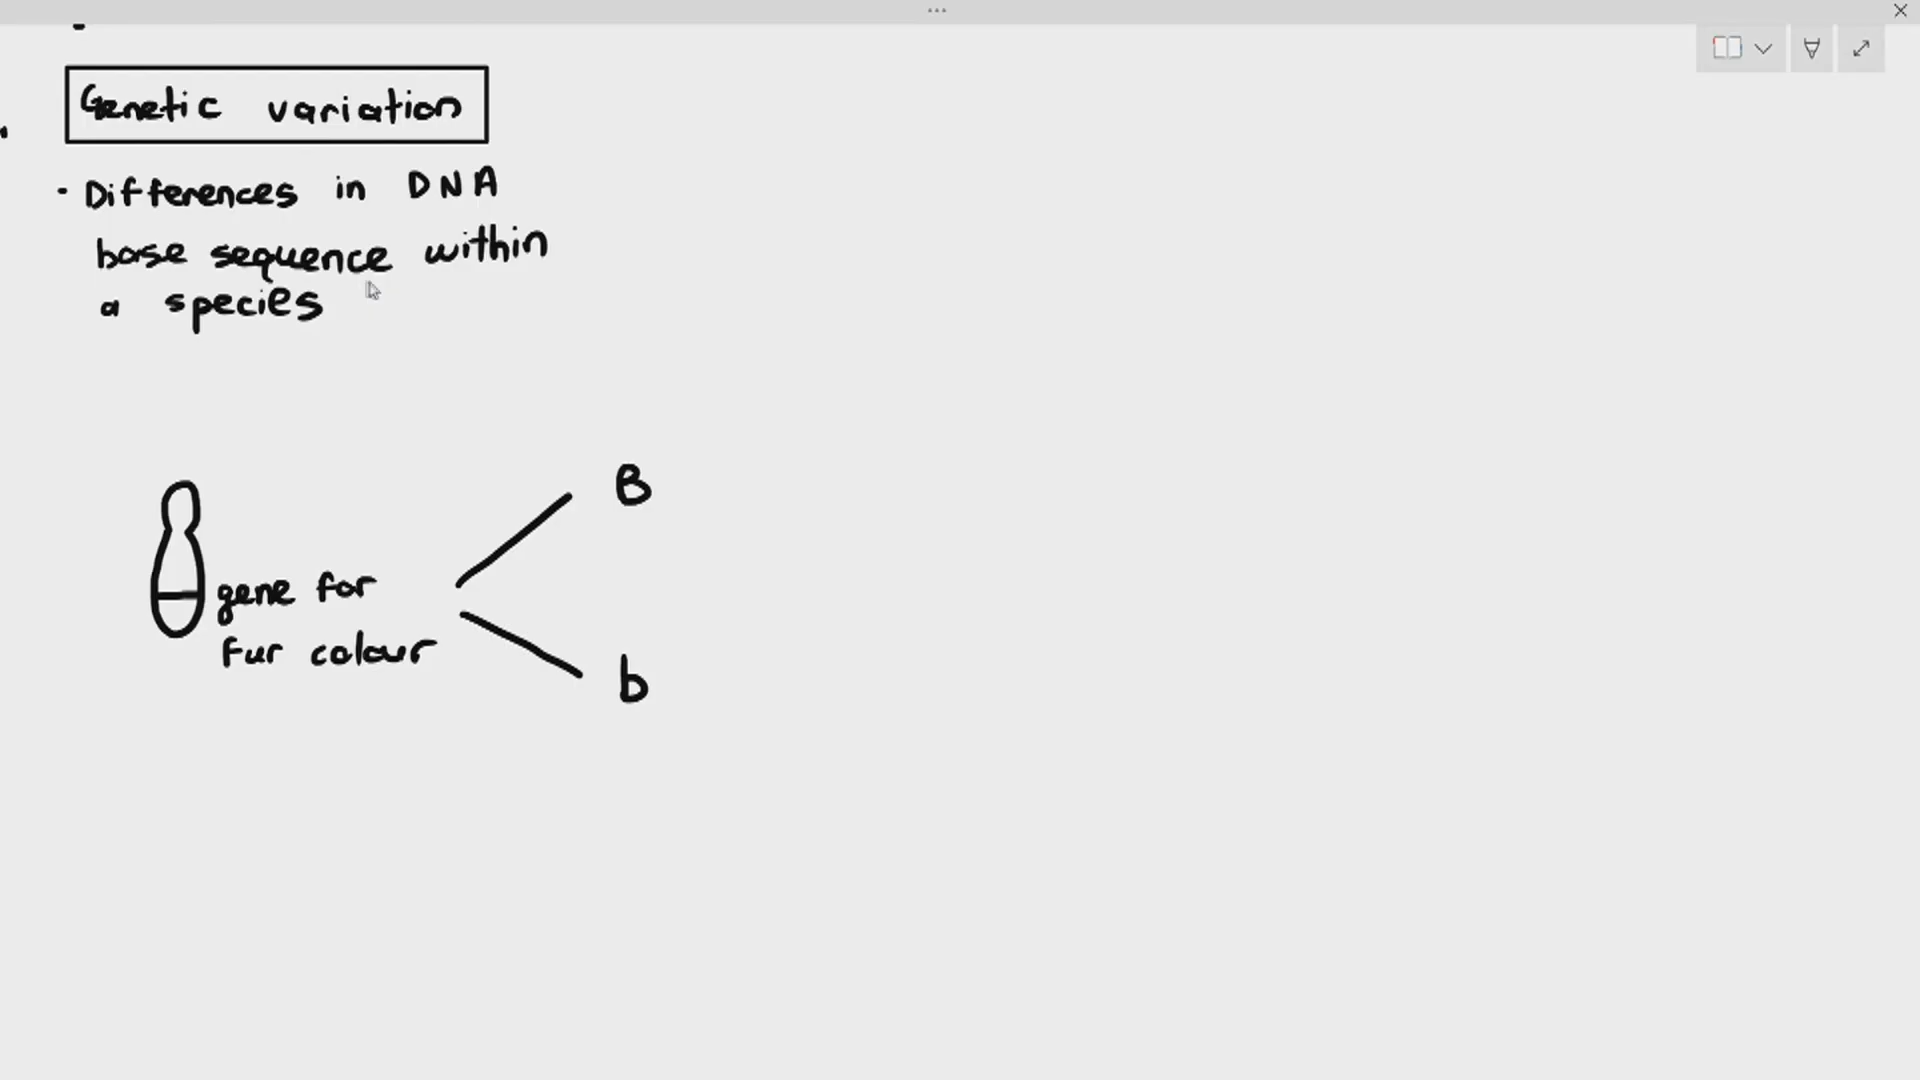 Genetic variation
· Differences in DNA
base sequence within
a species
B
gene for
fur colour
b